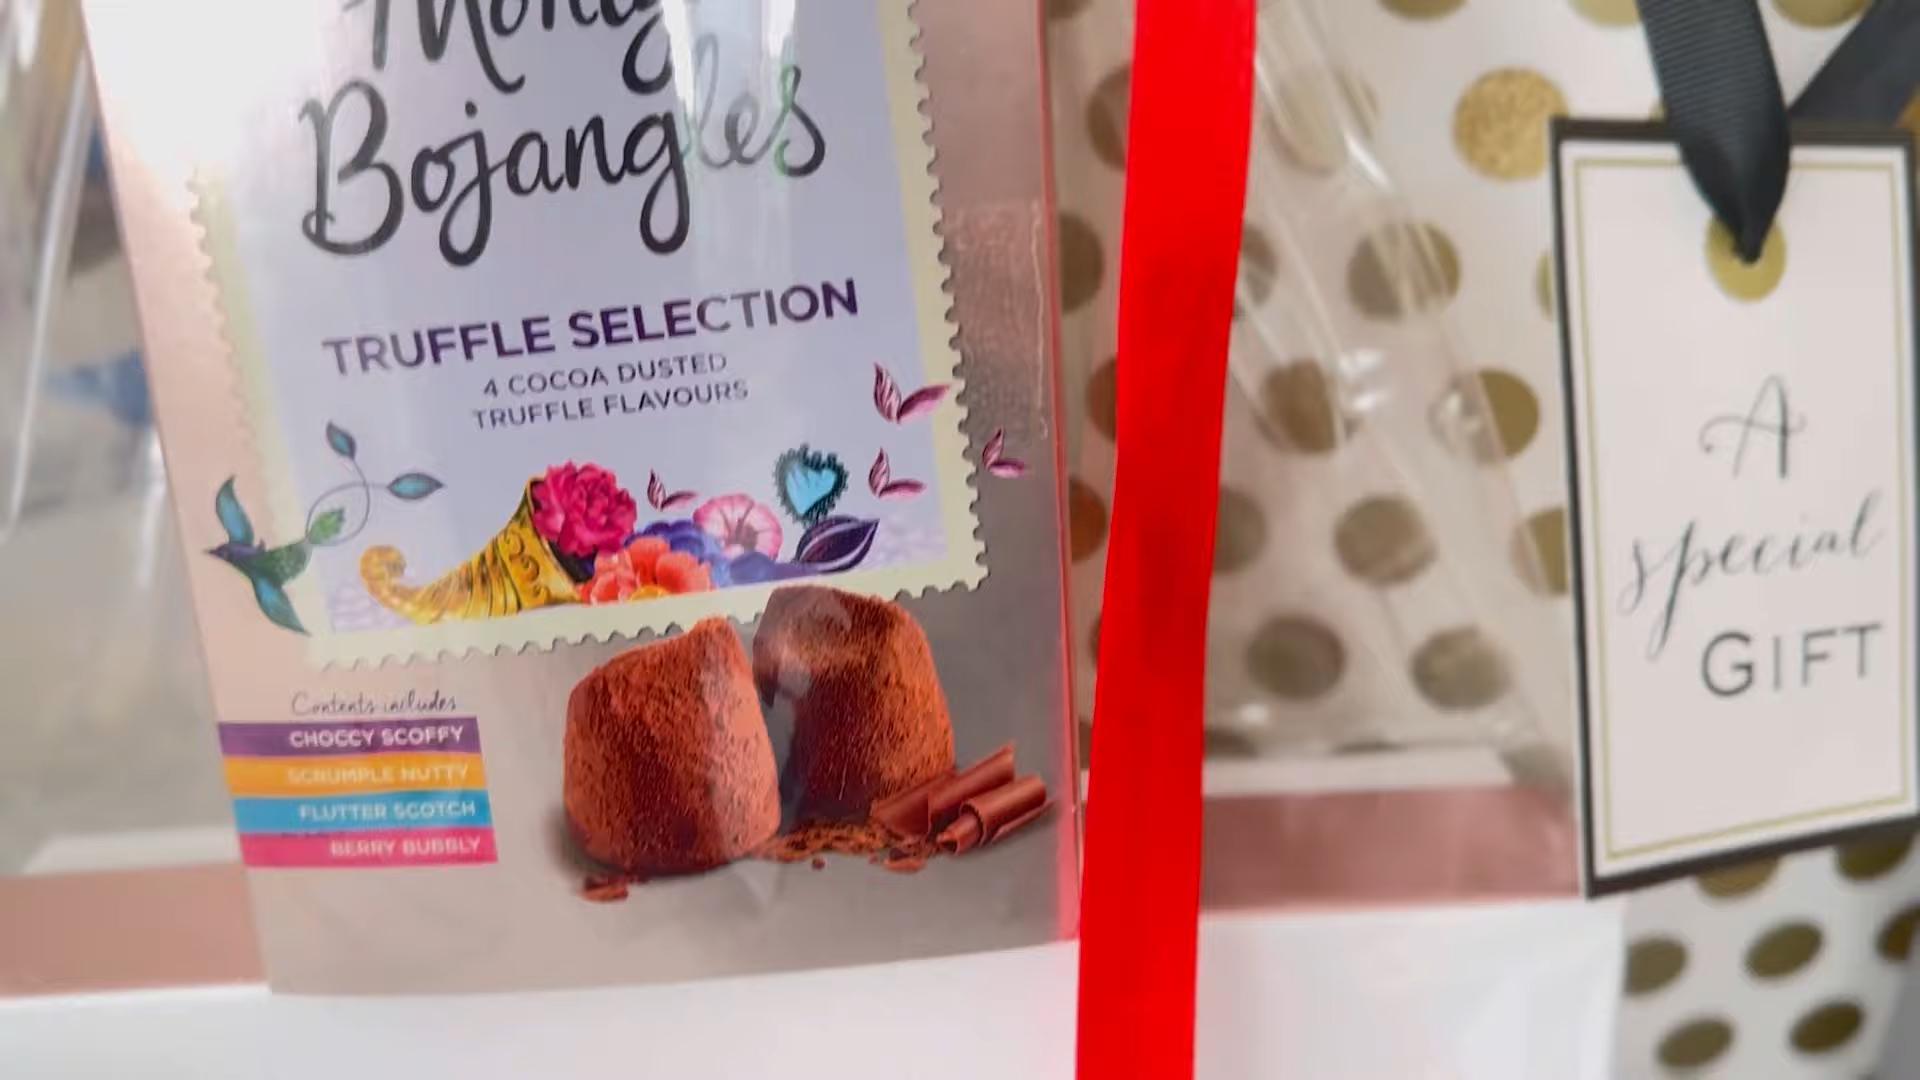 Monty
Bojangles
TRUFFLE SELECTION
4 COCOA DUSTED
TRUFFLE FLAVOURS
Contents includes
CHOCCY SCOFFY
SCRUMPLE NUTTY
FLUTTER SCOTCH
BERRY BUBBLY
A
special
GIFT